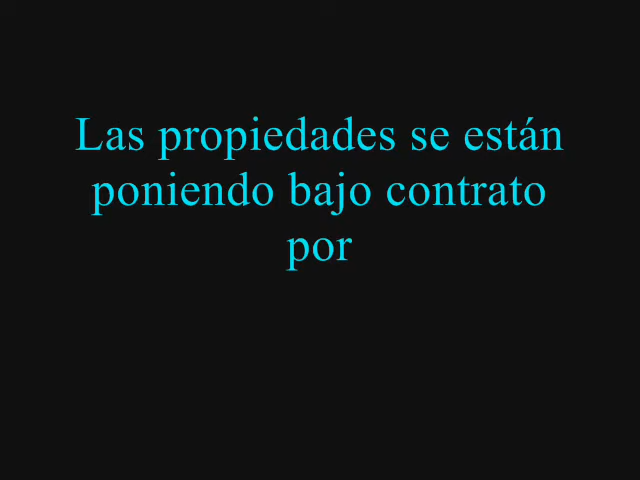 Las propiedades se están
poniendo bajo contrato
por